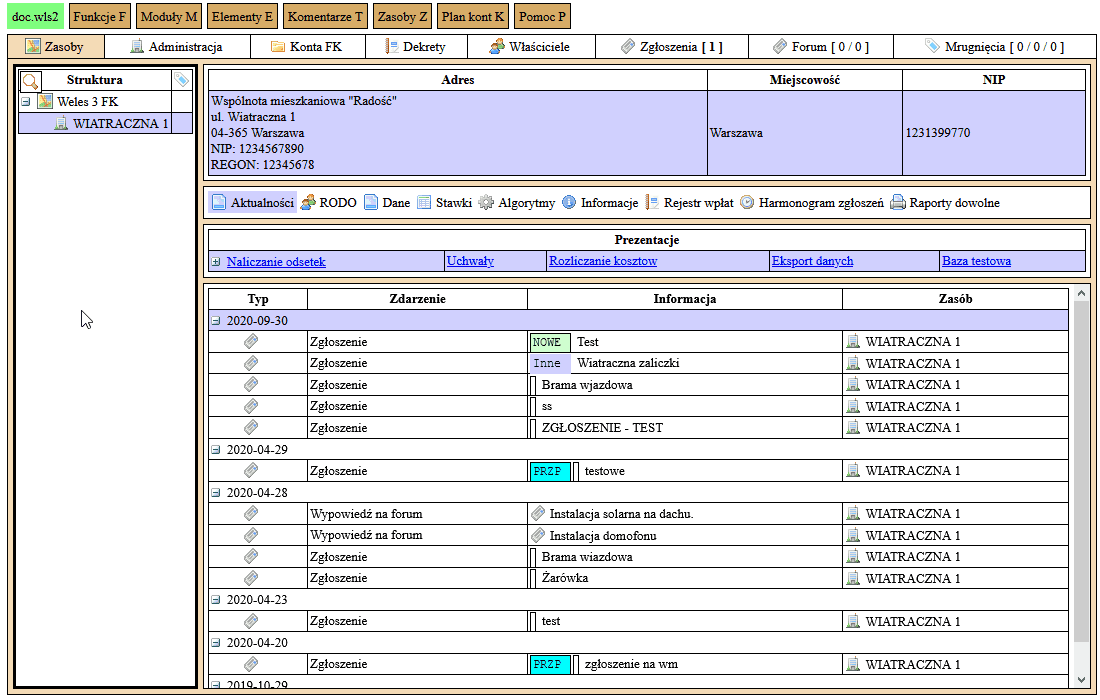 doc.wls2 Funkcje F Moduły M Elementy E Komentarze T Zasoby Z Plan kont K Pomoc P
Zasoby Administracja Konta FK Dekrety Właściciele Zgłoszenia [ 1 ] Forum [ 0 / 0 ] Mrugnięcia [ 0 / 0 / 0 ]
Struktura
Weles 3 FK
WIATRACZNA 1
Adres Miejscowość NIP
Wspólnota mieszkaniowa "Radość"
ul. Wiatraczna 1
04-365 Warszawa
NIP: 1234567890
REGON: 12345678
Warszawa
1231399770
Aktualności RODO Dane Stawki Algorytmy Informacje Rejestr wpłat Harmonogram zgłoszeń Raporty dowolne
Prezentacje
Naliczanie odsetek Uchwały Rozliczanie kosztow Eksport danych Baza testowa
Typ Zdarzenie Informacja Zasób
2020-09-30
Zgłoszenie NOWE Test WIATRACZNA 1
Zgłoszenie Inne Wiatraczna zaliczki WIATRACZNA 1
Zgłoszenie Brama wjazdowa WIATRACZNA 1
Zgłoszenie ss WIATRACZNA 1
Zgłoszenie ZGŁOSZENIE - TEST WIATRACZNA 1
2020-04-29
Zgłoszenie PRZP testowe WIATRACZNA 1
2020-04-28
Wypowiedź na forum Instalacja solarna na dachu. WIATRACZNA 1
Wypowiedź na forum Instalacja domofonu WIATRACZNA 1
Zgłoszenie Brama wiazdowa WIATRACZNA 1
Zgłoszenie Żarówka WIATRACZNA 1
2020-04-23
Zgłoszenie test WIATRACZNA 1
2020-04-20
Zgłoszenie PRZP zgłoszenie na wm WIATRACZNA 1
2019-10-29